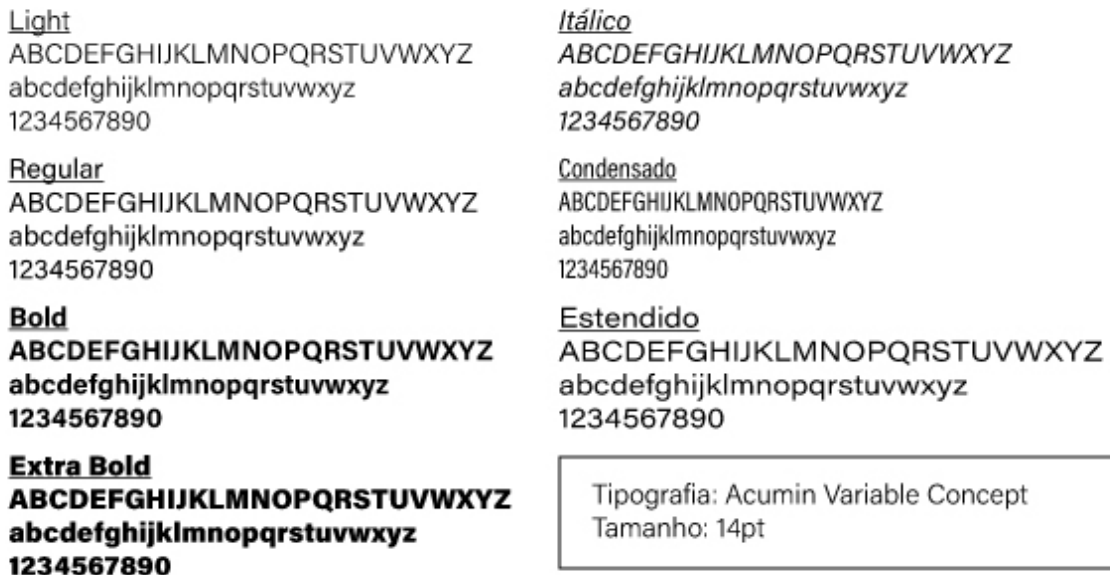 Light
ABCDEFGHIJKLMNOPQRSTUVWXYZ
abcdefghijklmnopqrstuvwxyz
1234567890
Regular
ABCDEFGHIJKLMNOPQRSTUVWXYZ
abcdefghijklmnopqrstuvwxyz
1234567890
Bold
ABCDEFGHIJKLMNOPQRSTUVWXYZ
abcdefghijklmnopqrstuvwxyz
1234567890
Extra Bold
ABCDEFGHIJKLMNOPQRSTUVWXYZ
abcdefghijklmnopqrstuvwxyz
1234567890
Itálico
ABCDEFGHIJKLMNOPQRSTUVWXYZ
abcdefghijklmnopqrstuvwxyz
1234567890
Condensado
ABCDEFGHIJKLMNOPQRSTUVWXYZ
abcdefghijklmnopqrstuvwxyz
1234567890
Estendido
ABCDEFGHIJKLMNOPQRSTUVWXYZ
abcdefghijklmnopqrstuvwxyz
1234567890
Tipografia: Acumin Variable Concept
Tamanho: 14pt